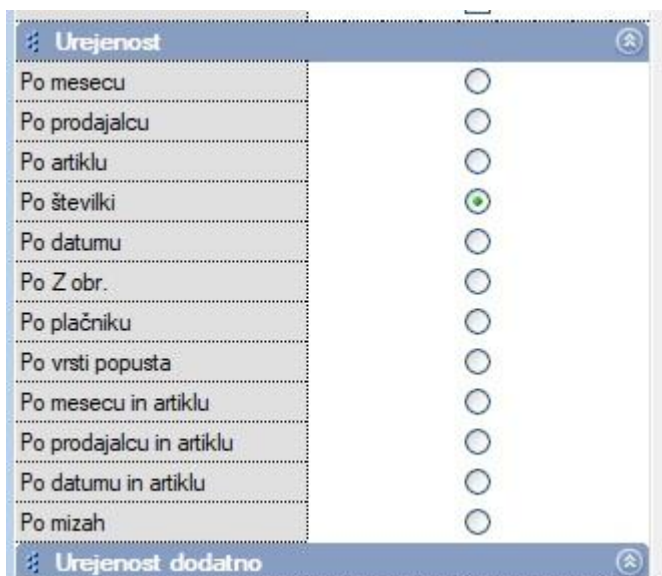 Urejenost
Po mesecu
Po prodajalcu
Po artiklu
Po številki
Po datumu
Po Z obr.
Po plačniku
Po vrsti popusta
Po mesecu in artiklu
Po prodajalcu in artiklu
Po datumu in artiklu
Po mizah
Urejenost dodatno